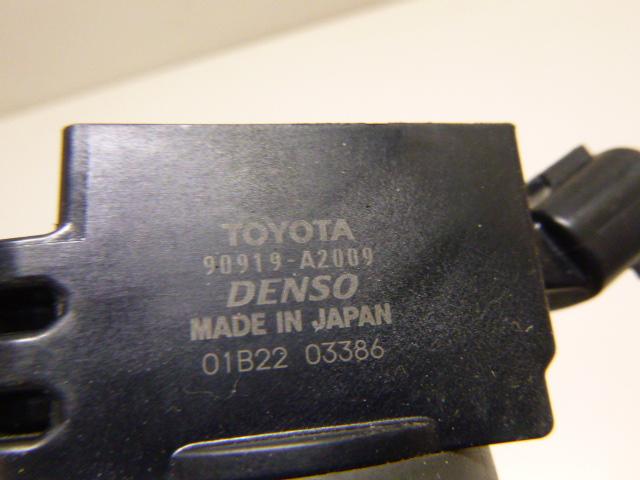 TOYOTA
90919-A2009
DENSO
MADE IN JAPAN
01B22 03386